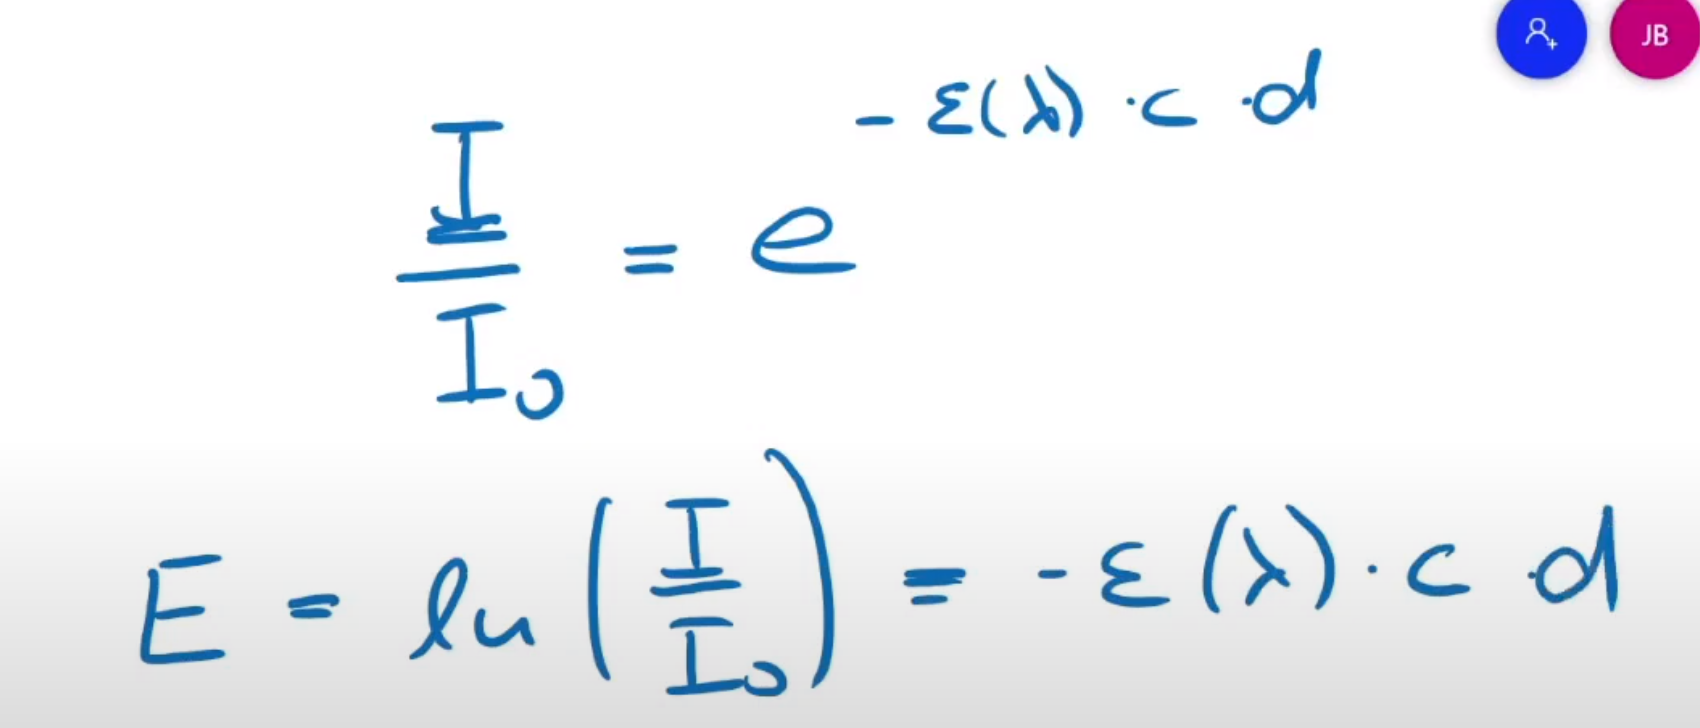 JB
I/I₀ = e^(-ε(λ)·c·d)
E = ln(I/I₀) = -ε(λ)·c·d